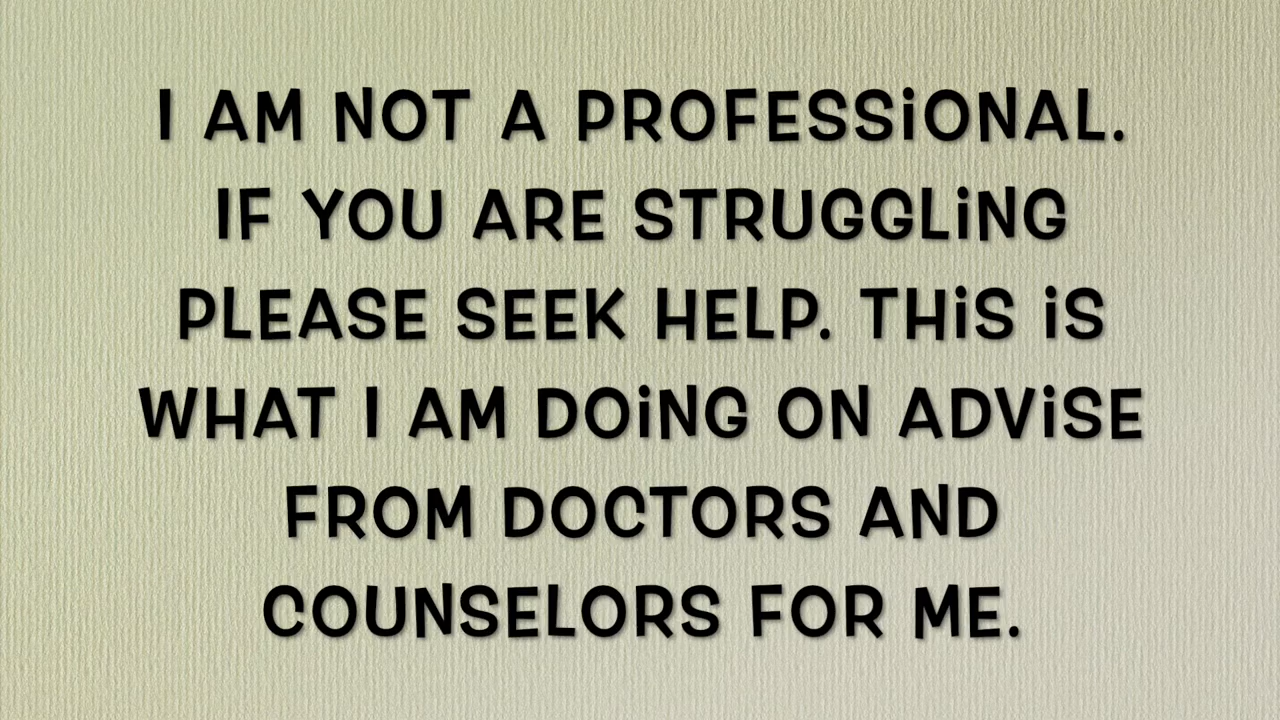 I AM NOT A PROFESSiONAL.
IF YOU ARE STRUGGLiNG
PLEASE SEEK HELP. THiS iS
WHAT I AM DOiNG ON ADViSE
FROM DOCTORS AND
COUNSELORS FOR ME.